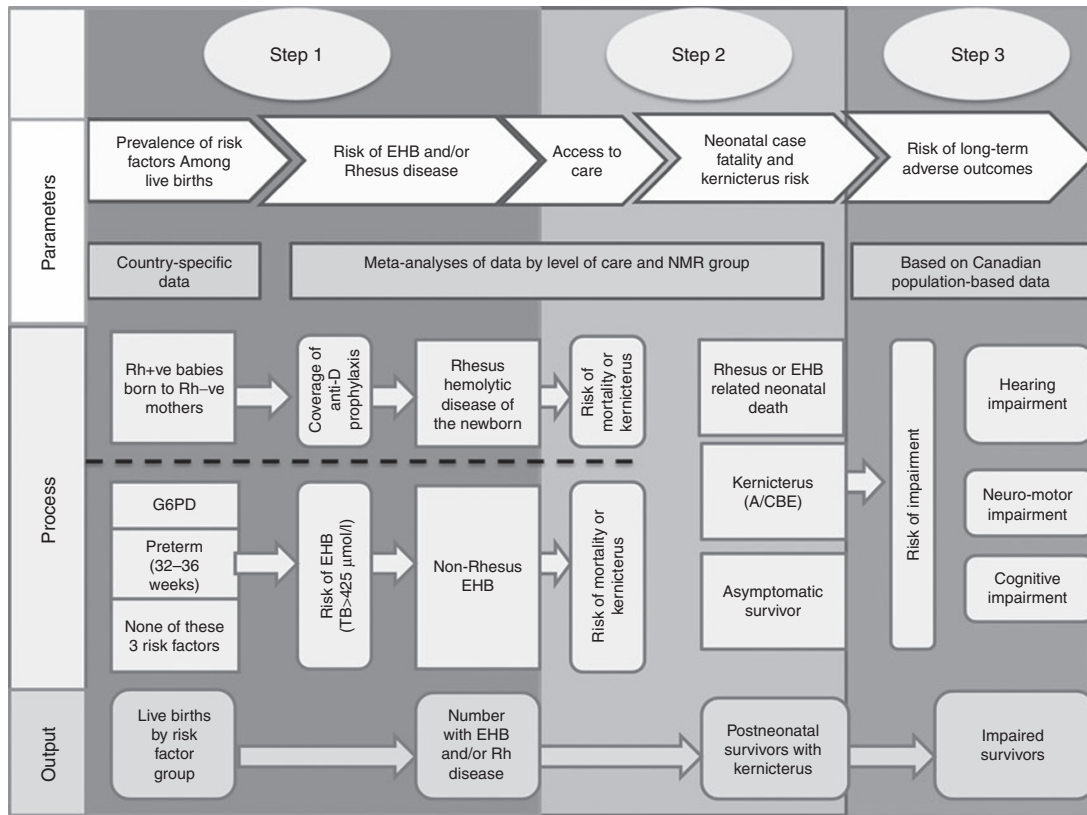 Step 1
Step 2
Step 3
Parameters
Prevalence of risk
factors Among
live births
Risk of EHB and/or
Rhesus disease
Access to
care
Neonatal case
fatality and
kernicterus risk
Risk of long-term
adverse outcomes
Country-specific
data
Meta-analyses of data by level of care and NMR group
Based on Canadian
population-based data
Process
Rh+ve babies
born to Rh−ve
mothers
Coverage of
anti-D
prophylaxis
Rhesus
hemolytic
disease of
the newborn
Risk of
mortality or
kernicterus
Rhesus or EHB
related neonatal
death
Kernicterus
(A/CBE)
Asymptomatic
survivor
Risk of impairment
Hearing
impairment
Neuro-motor
impairment
Cognitive
impairment
G6PD
Preterm (32–36
weeks)
None of these
3 risk factors
Risk of EHB
(TB>425 μmol/l)
Non-Rhesus
EHB
Risk of mortality or
kernicterus
Output
Live births
by risk
factor
group
Number
with EHB
and/or Rh
disease
Postneonatal
survivors with
kernicterus
Impaired
survivors